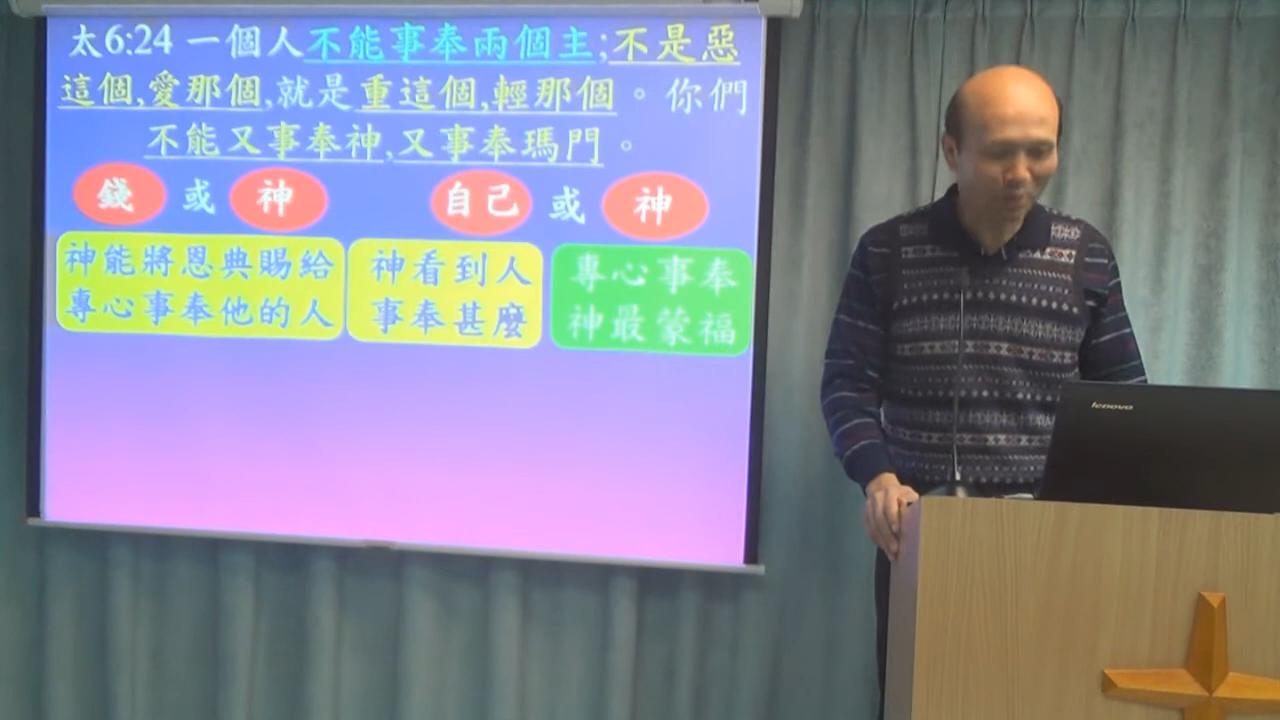 太6:24 一個人不能事奉兩個主;不是惡
這個,愛那個,就是重這個,輕那個。你們
不能又事奉神,又事奉瑪門。
錢 或 神 自己 或 神
神能將恩典賜給
專心事奉他的人
神看到人
事奉甚麼
專心事奉
神最蒙福
lenovo